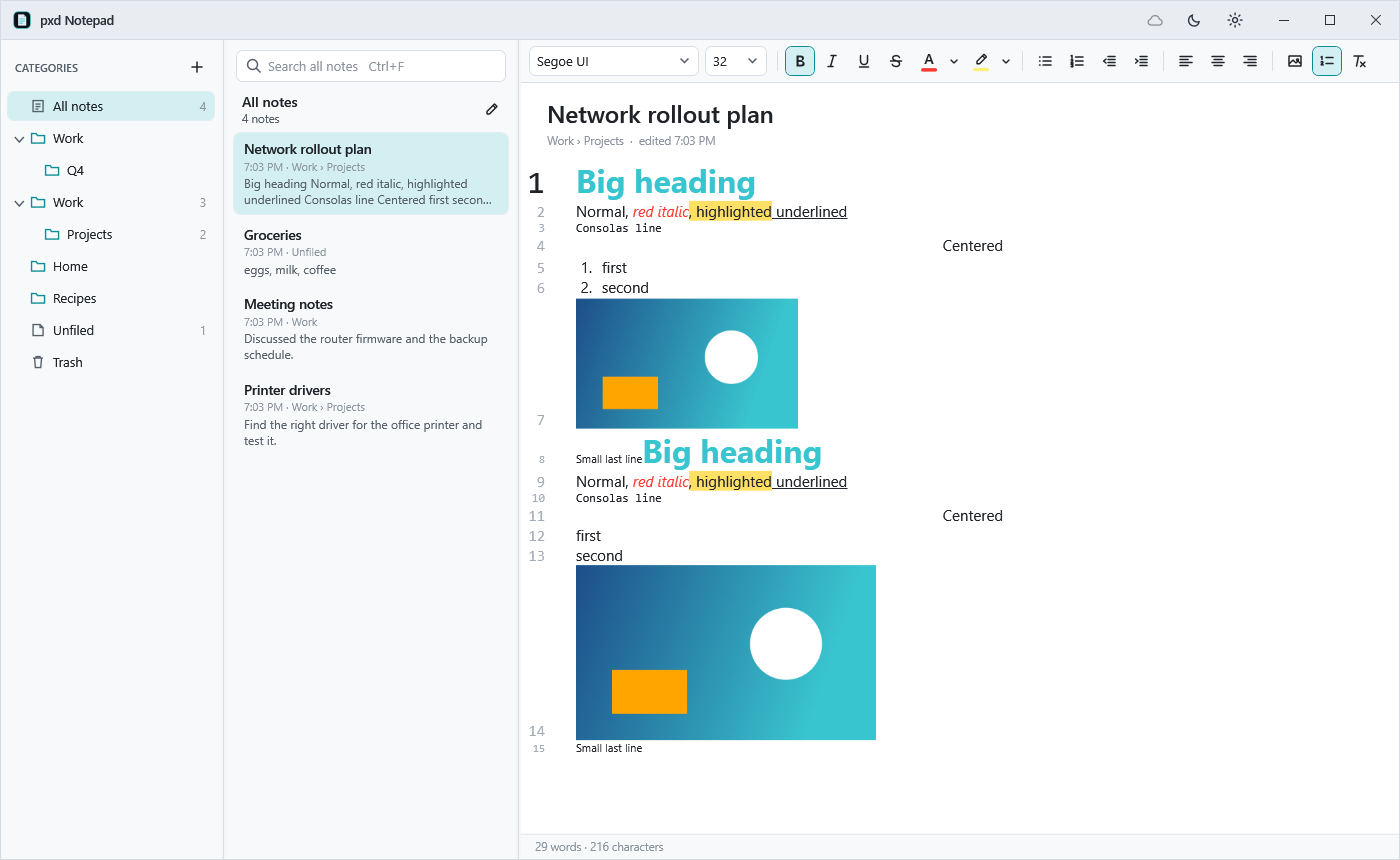 pxd Notepad
CATEGORIES
All notes 4
Work
Q4
Work 3
Projects 2
Home
Recipes
Unfiled 1
Trash
Search all notes Ctrl+F
All notes
4 notes
Network rollout plan
7:03 PM · Work › Projects
Big heading Normal, red italic, highlighted
underlined Consolas line Centered first secon...
Groceries
7:03 PM · Unfiled
eggs, milk, coffee
Meeting notes
7:03 PM · Work
Discussed the router firmware and the backup
schedule.
Printer drivers
7:03 PM · Work › Projects
Find the right driver for the office printer and
test it.
Segoe UI 32 B I U S A
Network rollout plan
Work › Projects · edited 7:03 PM
1 Big heading
2 Normal, red italic, highlighted underlined
3 Consolas line
4 Centered
5 1. first
6 2. second
7
8 Small last lineBig heading
9 Normal, red italic, highlighted underlined
10 Consolas line
11 Centered
12 first
13 second
14
15 Small last line
29 words · 216 characters